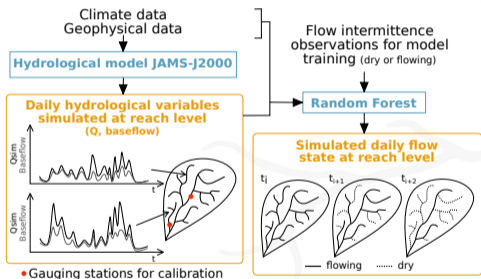 Climate data
Geophysical data
Hydrological model JAMS-J2000
Daily hydrological variables
simulated at reach level
(Q, baseflow)
Qsim
Baseflow
t
Qsim
Baseflow
t
Gauging stations for calibration
Flow intermittence
observations for model
training (dry or flowing)
Random Forest
Simulated daily flow
state at reach level
ti
ti+1
ti+2
flowing
dry